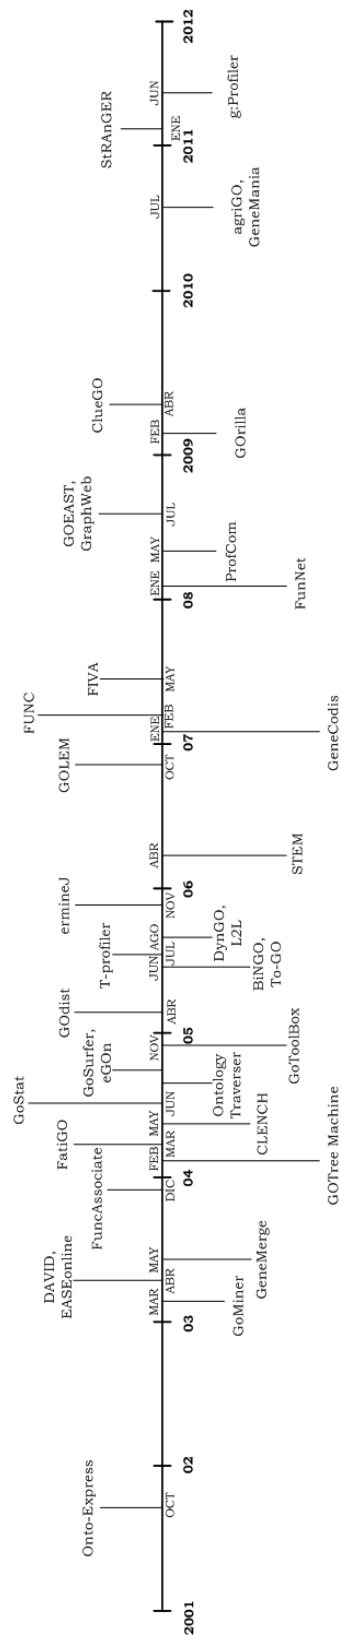 Onto-Express
DAVID,
EASEonline
FuncAssociate
FatiGO
GoStat
GoSurfer,
eGOn
GOdist
T-profiler
ermineJ
GOLEM
FUNC
FIVA
GOEAST,
GraphWeb
ClueGO
StRAnGER
MAR
MAY
FEB
MAY
NOV
JUN
AGO
ABR
ENE
ENE
MAY
FEB
JUL
JUN
OCT
ABR
DIC
MAR
JUN
ABR
JUL
NOV
OCT
FEB
MAY
JUL
ABR
ENE
2001
02
03
04
05
06
07
08
2009
2010
2011
2012
GoMiner
GeneMerge
GOTree Machine
CLENCH
Ontology
Traverser
GoToolBox
BiNGO,
To-GO
DynGO,
L2L
STEM
GeneCodis
FunNet
ProfCom
GOrilla
agriGO,
GeneMania
g:Profiler